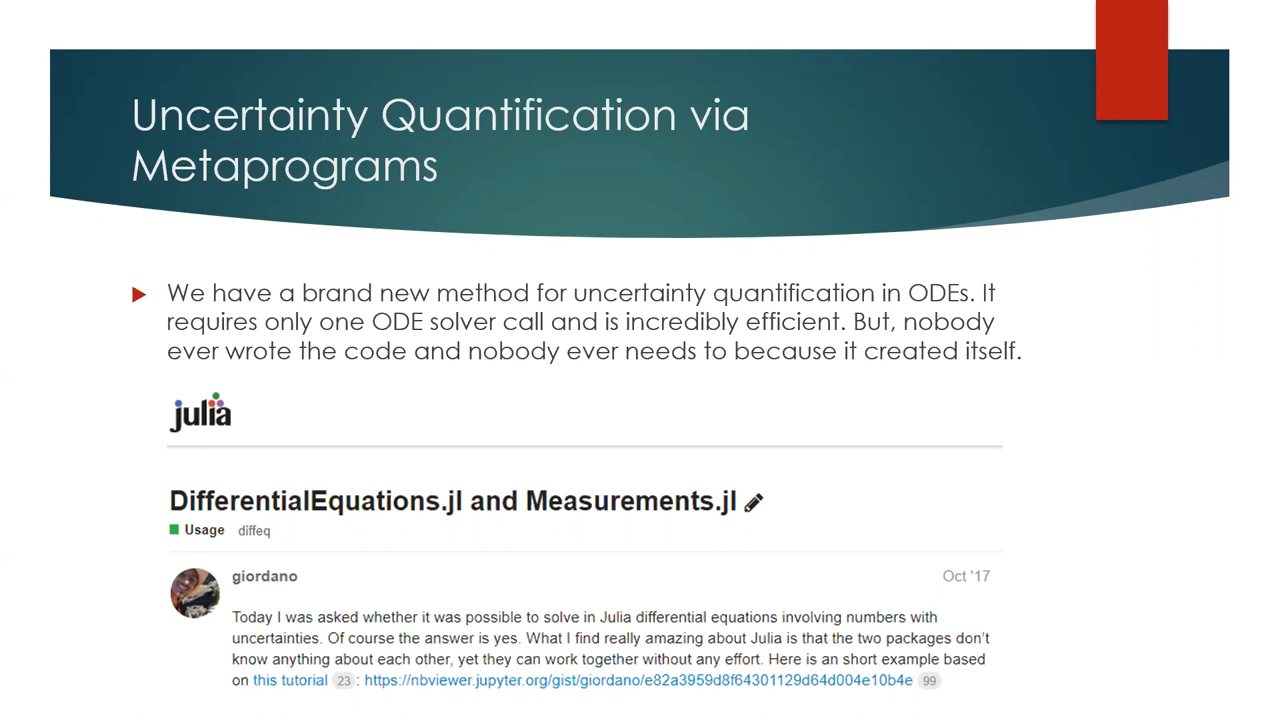 Uncertainty Quantification via
Metaprograms
We have a brand new method for uncertainty quantification in ODEs. It
requires only one ODE solver call and is incredibly efficient. But, nobody
ever wrote the code and nobody ever needs to because it created itself.
julia
DifferentialEquations.jl and Measurements.jl
Usage diffeq
giordano Oct '17
Today I was asked whether it was possible to solve in Julia differential equations involving numbers with
uncertainties. Of course the answer is yes. What I find really amazing about Julia is that the two packages don't
know anything about each other, yet they can work together without any effort. Here is an short example based
on this tutorial 23 : https://nbviewer.jupyter.org/gist/giordano/e82a3959d8f64301129d64d004e10b4e 99